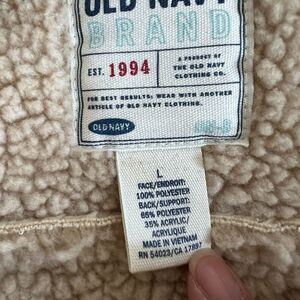 OLD NAVY
BRAND
EST. 1994
A PRODUCT OF
THE OLD NAVY
CLOTHING CO.
FOR BEST RESULTS: WEAR WITH ANOTHER
ARTICLE OF OLD NAVY CLOTHING.
OLD NAVY
L
FACE/ENDROIT:
100% POLYESTER
BACK/SUPPORT:
65% POLYESTER
35% ACRYLIC/
ACRYLIQUE
MADE IN VIETNAM
RN 54023/CA 17897